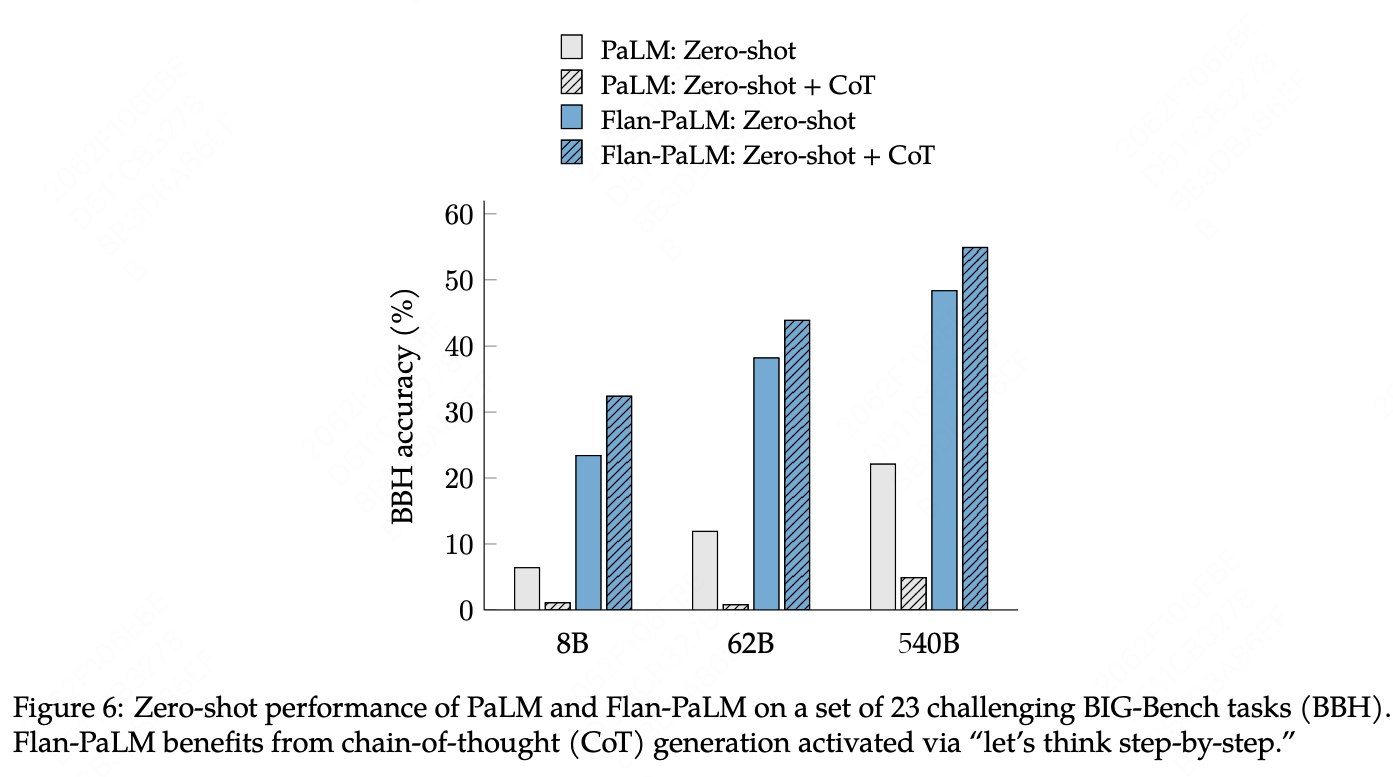 PaLM: Zero-shot
PaLM: Zero-shot + CoT
Flan-PaLM: Zero-shot
Flan-PaLM: Zero-shot + CoT
60
50
40
30
20
10
0
BBH accuracy (%)
8B 62B 540B
Figure 6: Zero-shot performance of PaLM and Flan-PaLM on a set of 23 challenging BIG-Bench tasks (BBH).
Flan-PaLM benefits from chain-of-thought (CoT) generation activated via “let’s think step-by-step.”